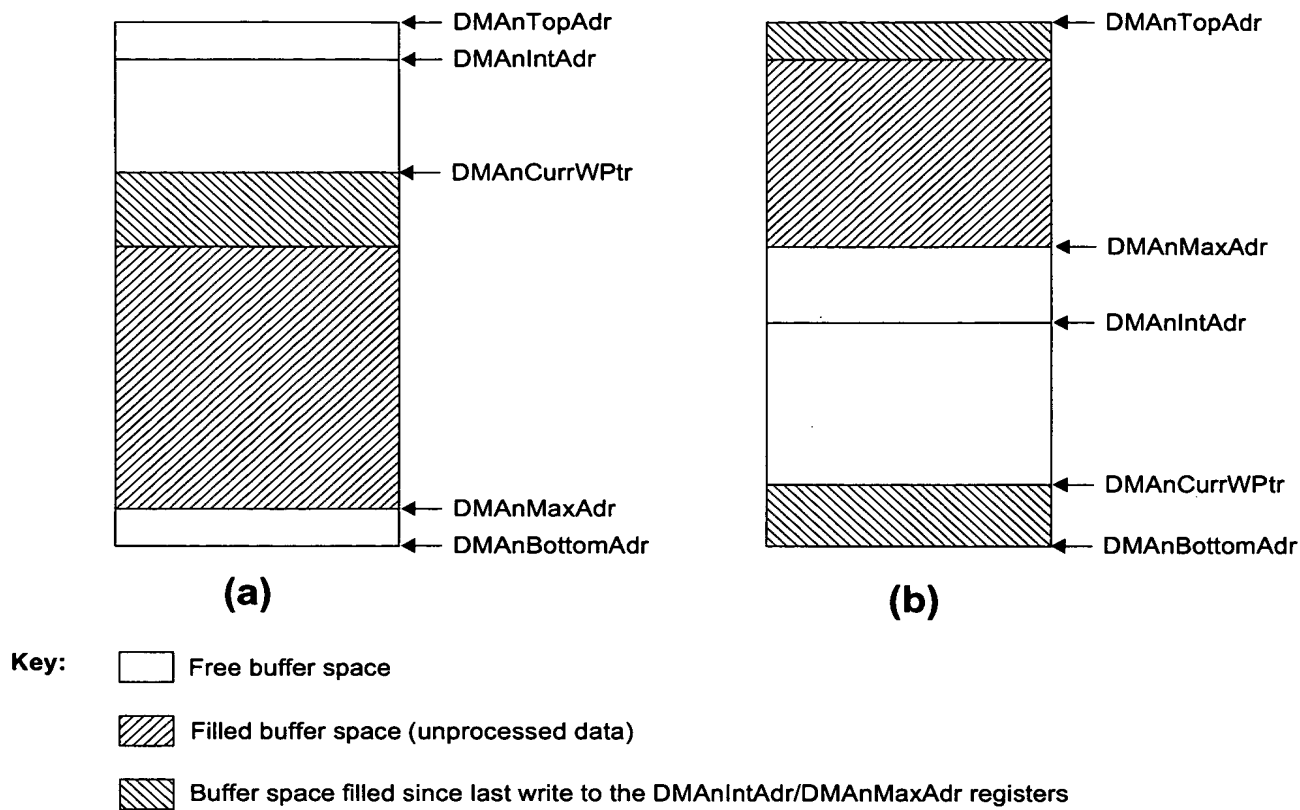 DMAnTopAdr
DMAnIntAdr
DMAnCurrWPtr
DMAnMaxAdr
DMAnBottomAdr
(a)
DMAnTopAdr
DMAnMaxAdr
DMAnIntAdr
DMAnCurrWPtr
DMAnBottomAdr
(b)
Key:
Free buffer space
Filled buffer space (unprocessed data)
Buffer space filled since last write to the DMAnIntAdr/DMAnMaxAdr registers